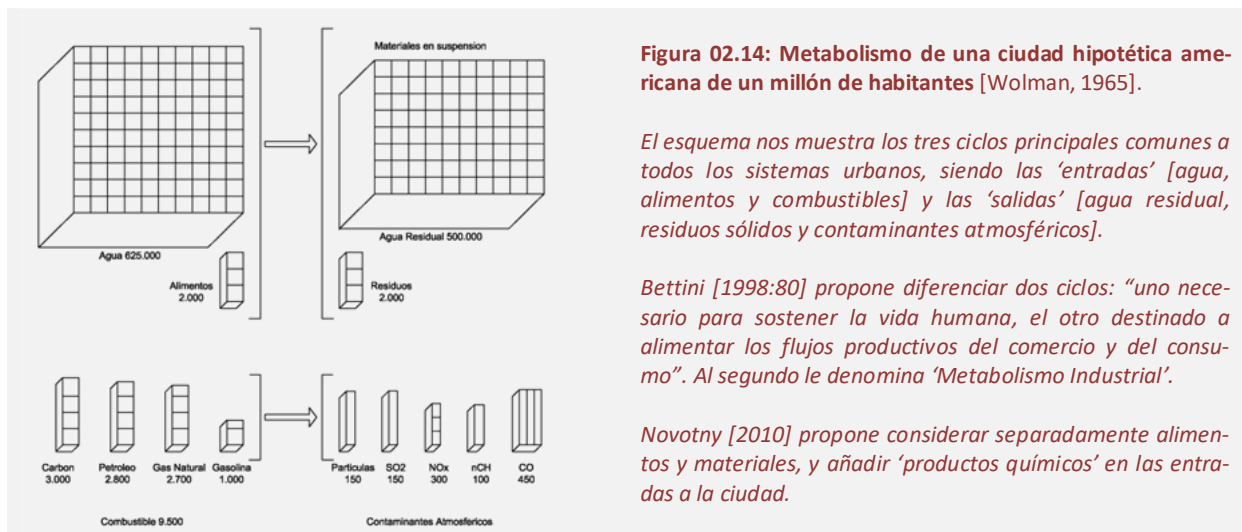 Materiales en suspension
Agua 625.000
Agua Residual 500.000
Alimentos
2.000
Residuos
2.000
Carbon
3.000
Petroleo
2.800
Gas Natural
2.700
Gasolina
1.000
Particulas
150
SO2
150
NOx
300
nCH
100
CO
450
Combustible 9.500
Contaminantes Atmosfericos
Figura 02.14: Metabolismo de una ciudad hipotética ame-
ricana de un millón de habitantes [Wolman, 1965].
El esquema nos muestra los tres ciclos principales comunes a
todos los sistemas urbanos, siendo las ‘entradas’ [agua,
alimentos y combustibles] y las ‘salidas’ [agua residual,
residuos sólidos y contaminantes atmosféricos].
Bettini [1998:80] propone diferenciar dos ciclos: “uno nece-
sario para sostener la vida humana, el otro destinado a
alimentar los flujos productivos del comercio y del consu-
mo”. Al segundo le denomina ‘Metabolismo Industrial’.
Novotny [2010] propone considerar separadamente alimen-
tos y materiales, y añadir ‘productos químicos’ en las entra-
das a la ciudad.